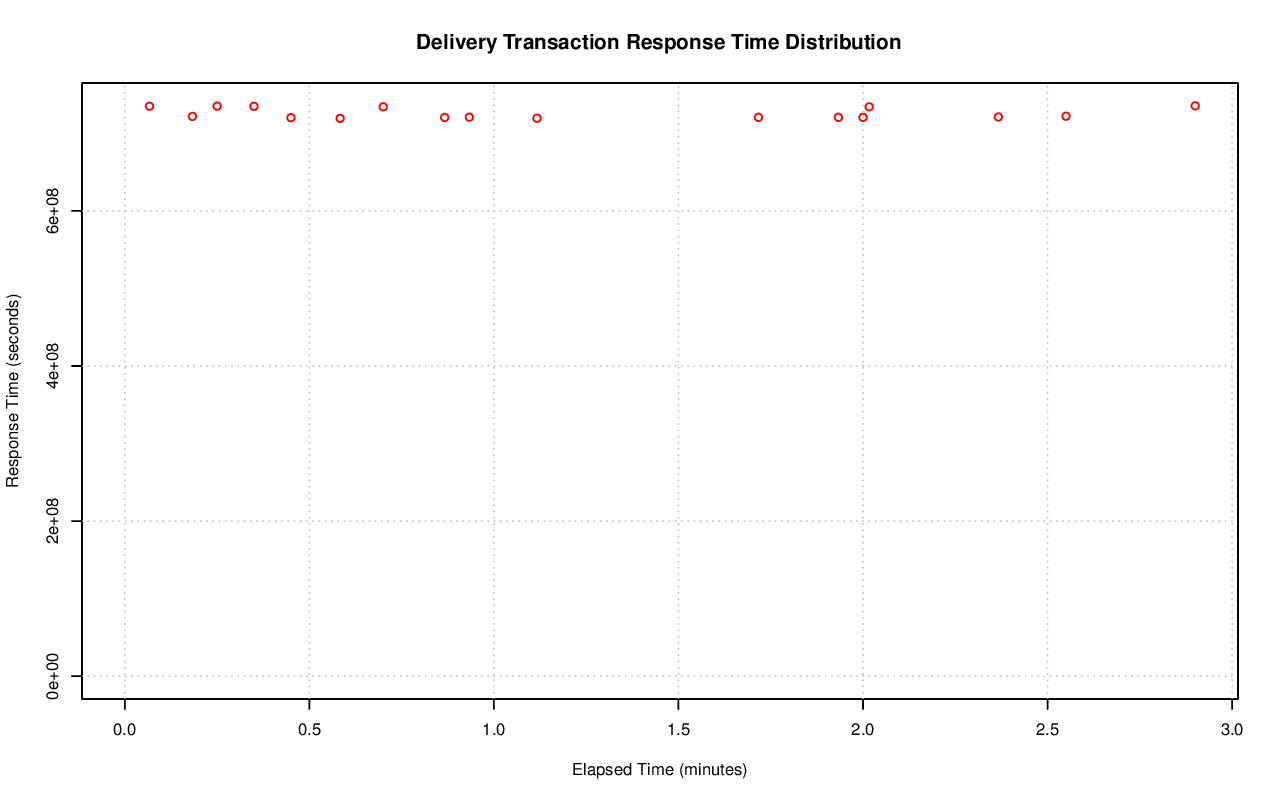 Delivery Transaction Response Time Distribution
Response Time (seconds)
6e+08
4e+08
2e+08
0e+00
0.0 0.5 1.0 1.5 2.0 2.5 3.0
Elapsed Time (minutes)